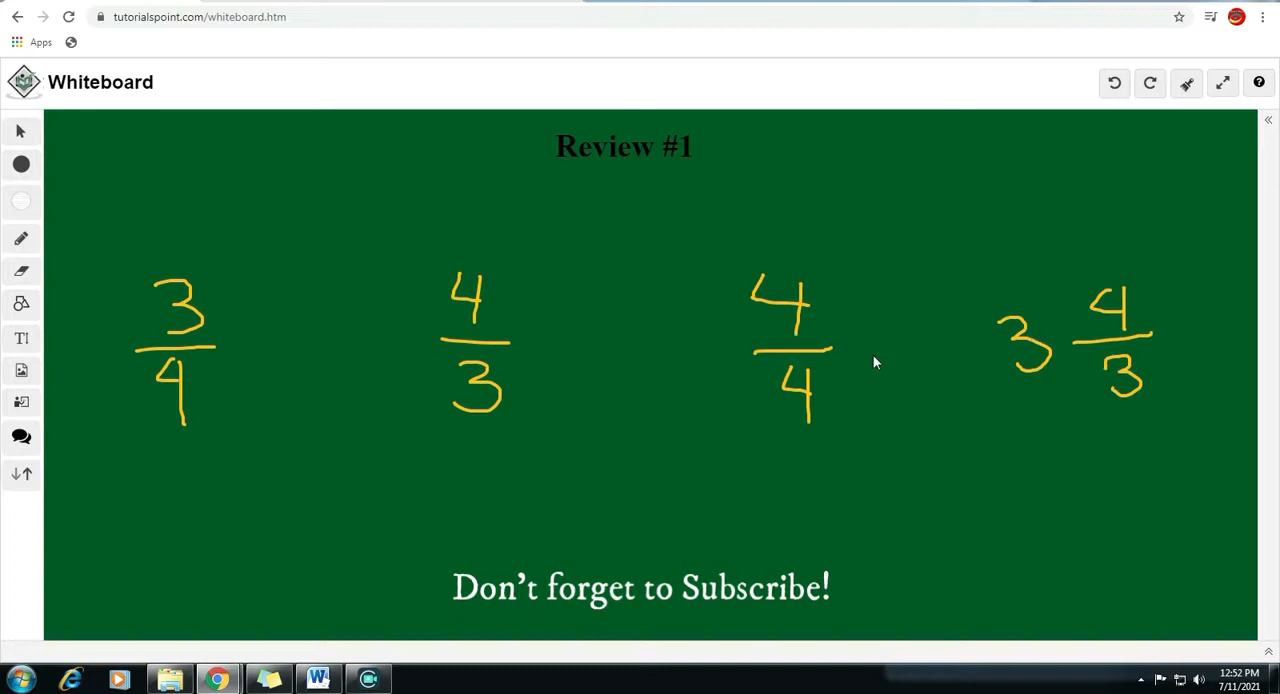 tutorialspoint.com/whiteboard.htm
Apps
Whiteboard
Review #1
3/4 4/3 4/4 3 4/3
Don't forget to Subscribe!
12:52 PM
7/11/2021